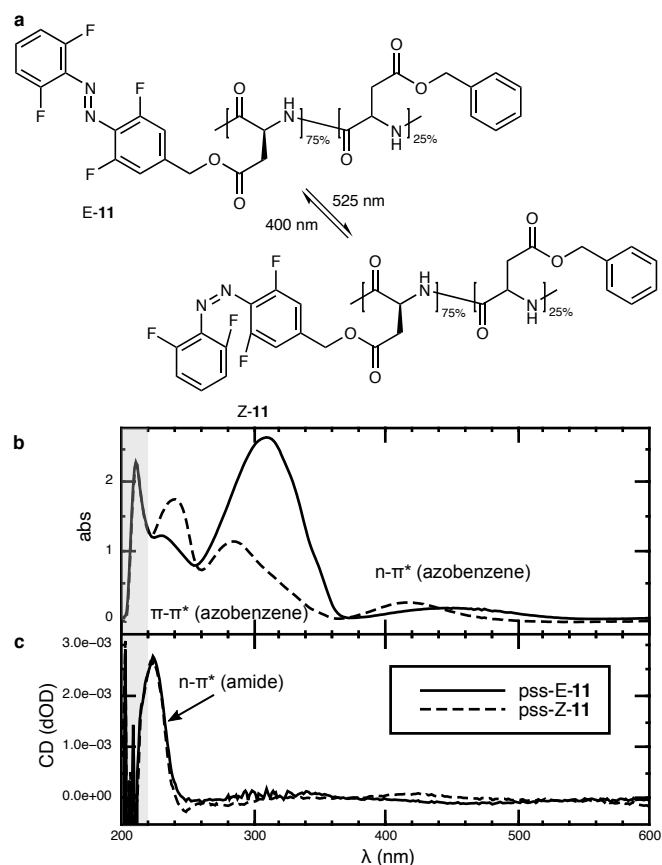 a
F
N
N
F
F
F
O
O
O
H
N
75%
O
N
H
25%
O
O
E-11
525 nm
400 nm
N
N
F
F
F
F
O
O
O
H
N
75%
O
N
H
25%
O
O
Z-11
b
abs
2
1
0
n-π* (azobenzene)
π-π* (azobenzene)
c
CD (dOD)
3.0e−03
2.0e−03
1.0e−03
0.0e+00
n-π* (amide)
pss-E-11
pss-Z-11
200 300 400 500 600
λ (nm)